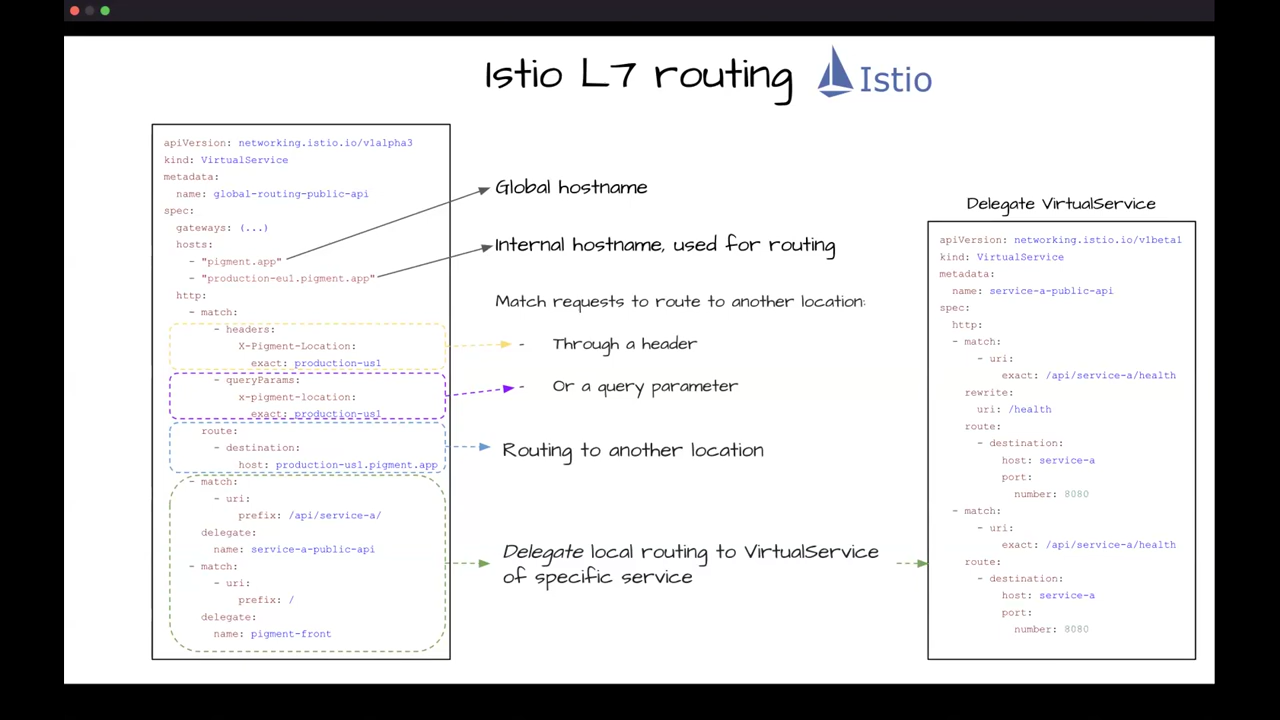 Istio L7 routing
Istio
apiVersion: networking.istio.io/v1alpha3
kind: VirtualService
metadata:
name: global-routing-public-api
spec:
gateways: (...)
hosts:
- "pigment.app"
- "production-eu1.pigment.app"
http:
- match:
- headers:
X-Pigment-Location:
exact: production-us1
- queryParams:
x-pigment-location:
exact: production-us1
route:
- destination:
host: production-us1.pigment.app
- match:
- uri:
prefix: /api/service-a/
delegate:
name: service-a-public-api
- match:
- uri:
prefix: /
delegate:
name: pigment-front
Global hostname
Internal hostname, used for routing
Match requests to route to another location:
- Through a header
- Or a query parameter
Routing to another location
Delegate local routing to VirtualService
of specific service
Delegate VirtualService
apiVersion: networking.istio.io/v1beta1
kind: VirtualService
metadata:
name: service-a-public-api
spec:
http:
- match:
- uri:
exact: /api/service-a/health
rewrite:
uri: /health
route:
- destination:
host: service-a
port:
number: 8080
- match:
- uri:
exact: /api/service-a/health
route:
- destination:
host: service-a
port:
number: 8080